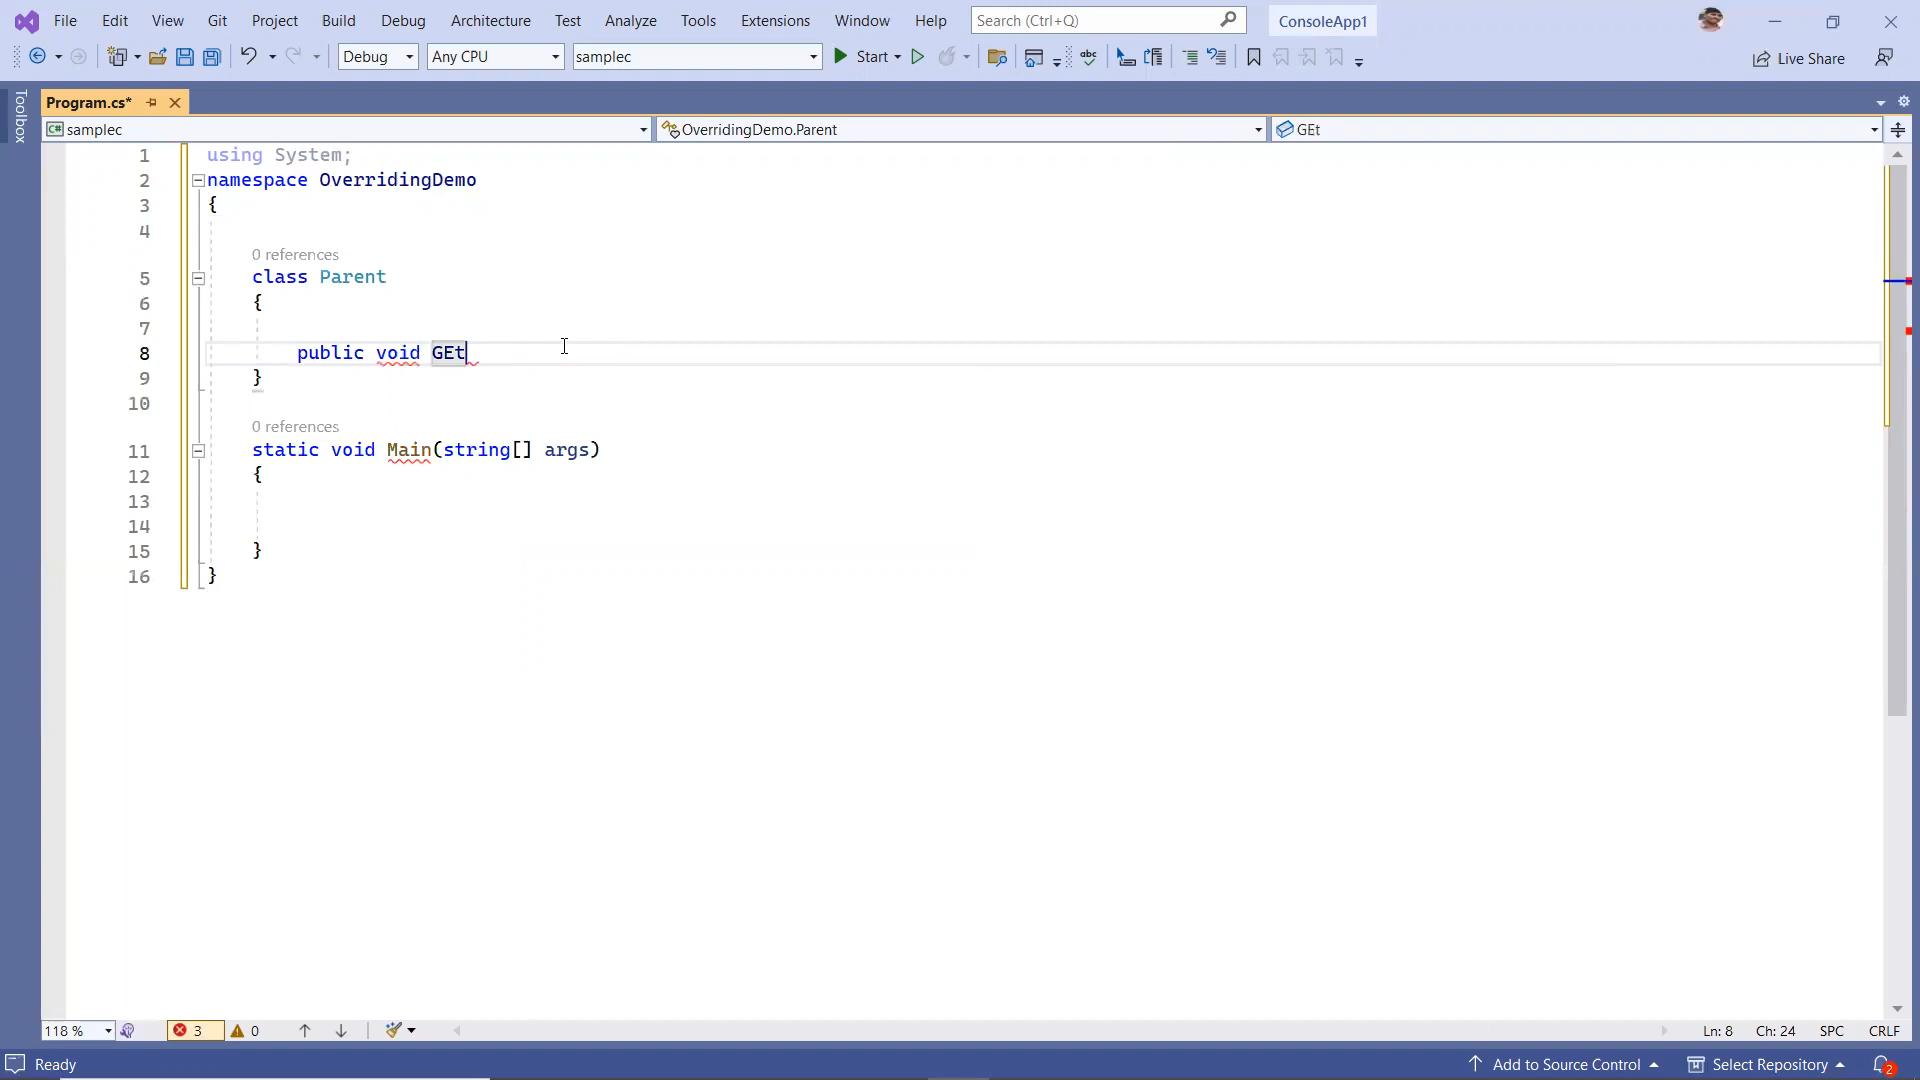 File Edit View Git Project Build Debug Architecture Test Analyze Tools Extensions Window Help Search (Ctrl+Q) ConsoleApp1
Debug Any CPU samplec Start Live Share
Toolbox
Program.cs*
C# samplec OverridingDemo.Parent GEt
1 using System;
2 namespace OverridingDemo
3 {
4
0 references
5 class Parent
6 {
7
8 public void GEt
9 }
10
0 references
11 static void Main(string[] args)
12 {
13
14
15 }
16 }
118 % 3 0 Ln: 8 Ch: 24 SPC CRLF
Ready Add to Source Control Select Repository 2